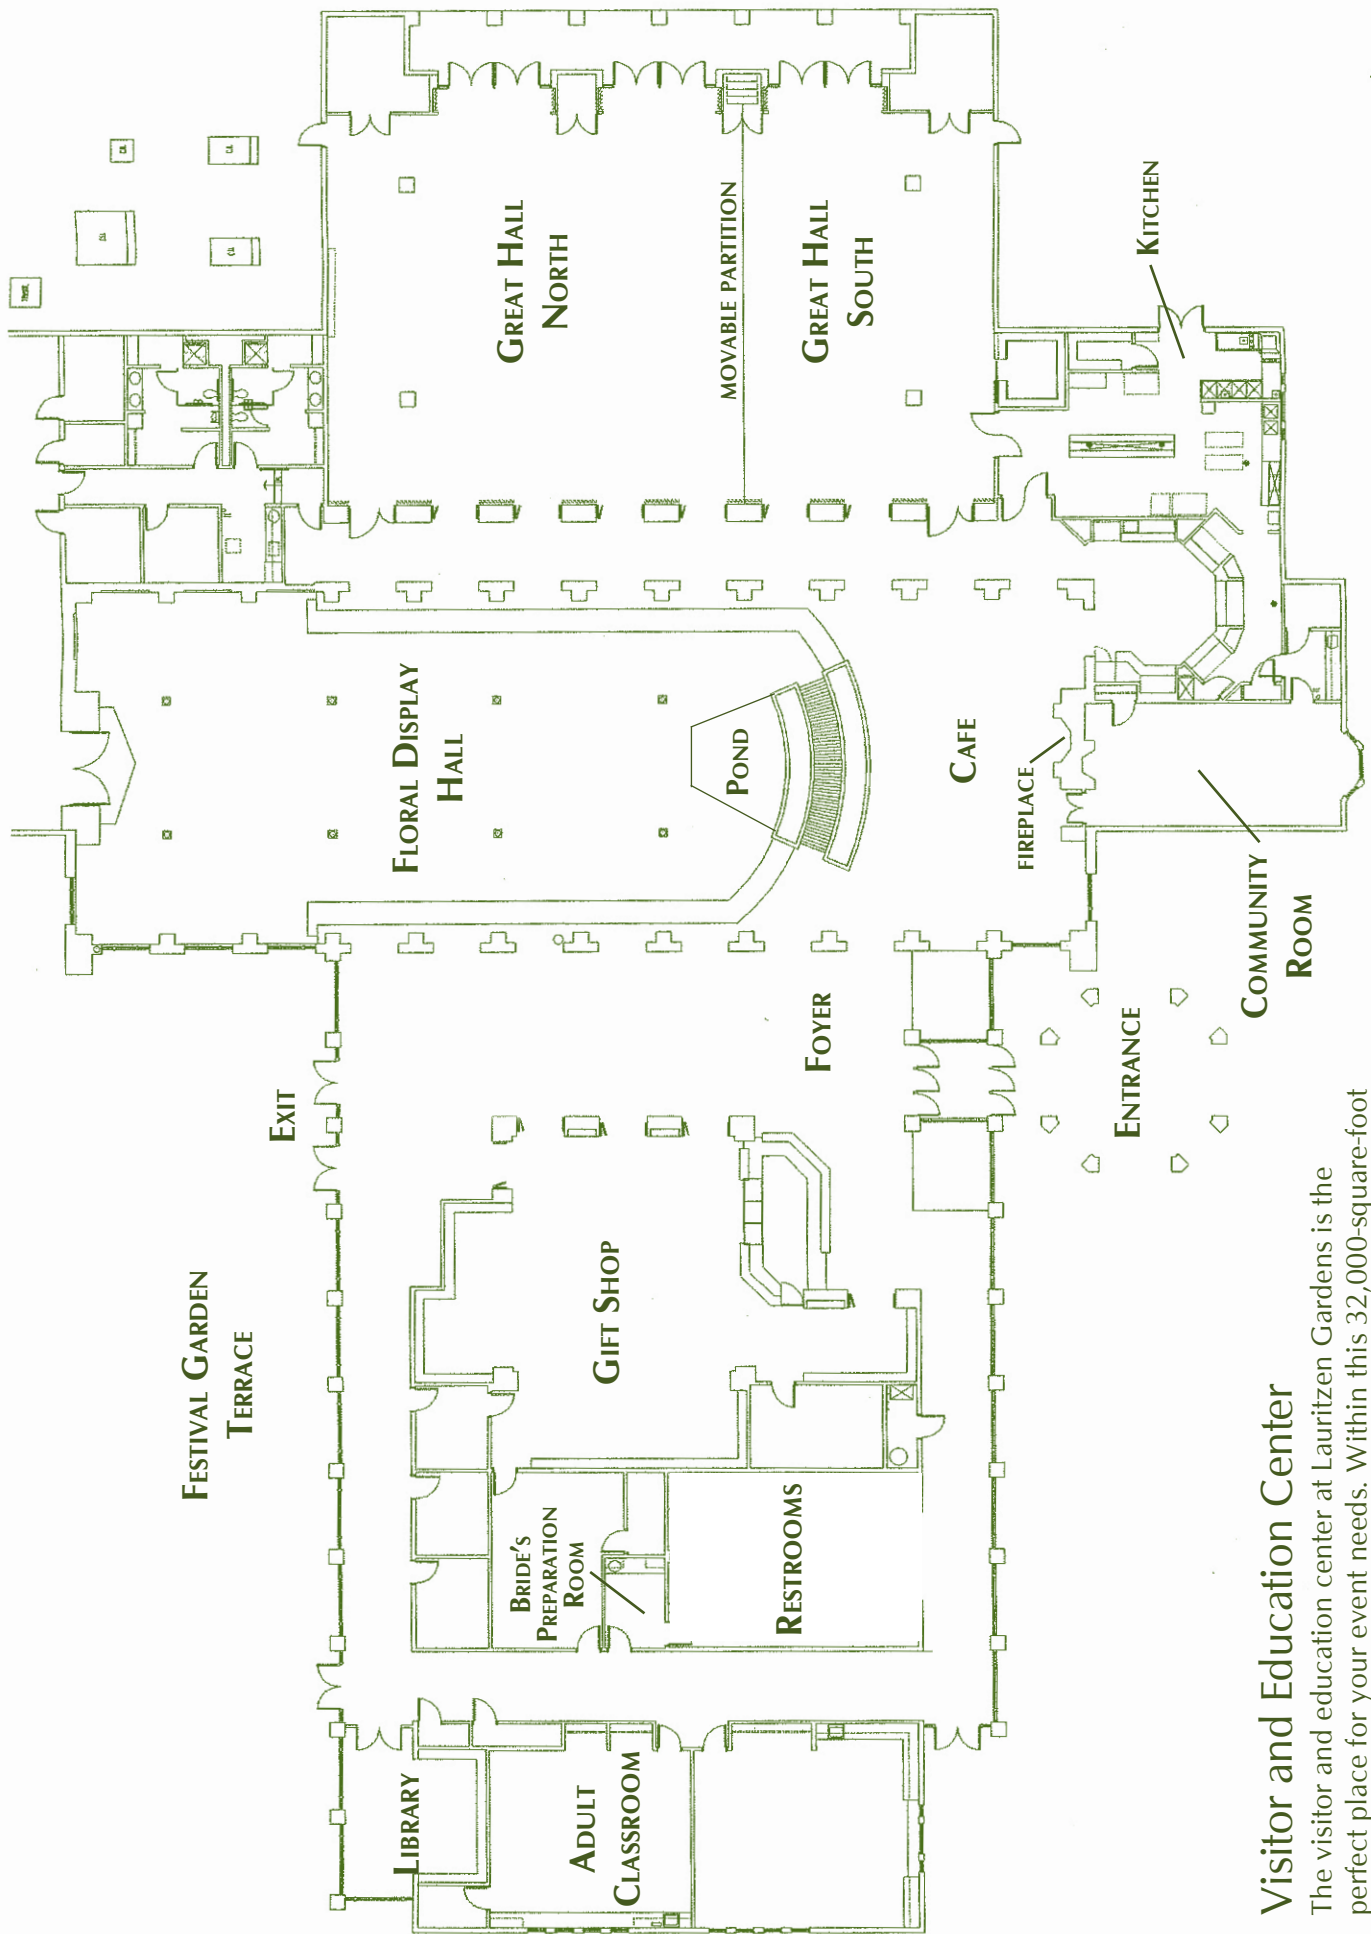 FESTIVAL GARDEN
TERRACE
EXIT
LIBRARY
ADULT
CLASSROOM
BRIDE'S
PREPARATION
ROOM
RESTROOMS
GIFT SHOP
FOYER
ENTRANCE
FLORAL DISPLAY
HALL
POND
CAFE
FIREPLACE
COMMUNITY
ROOM
GREAT HALL
NORTH
MOVABLE PARTITION
GREAT HALL
SOUTH
KITCHEN
Visitor and Education Center
The visitor and education center at Lauritzen Gardens is the
perfect place for your event needs. Within this 32,000-square-foot